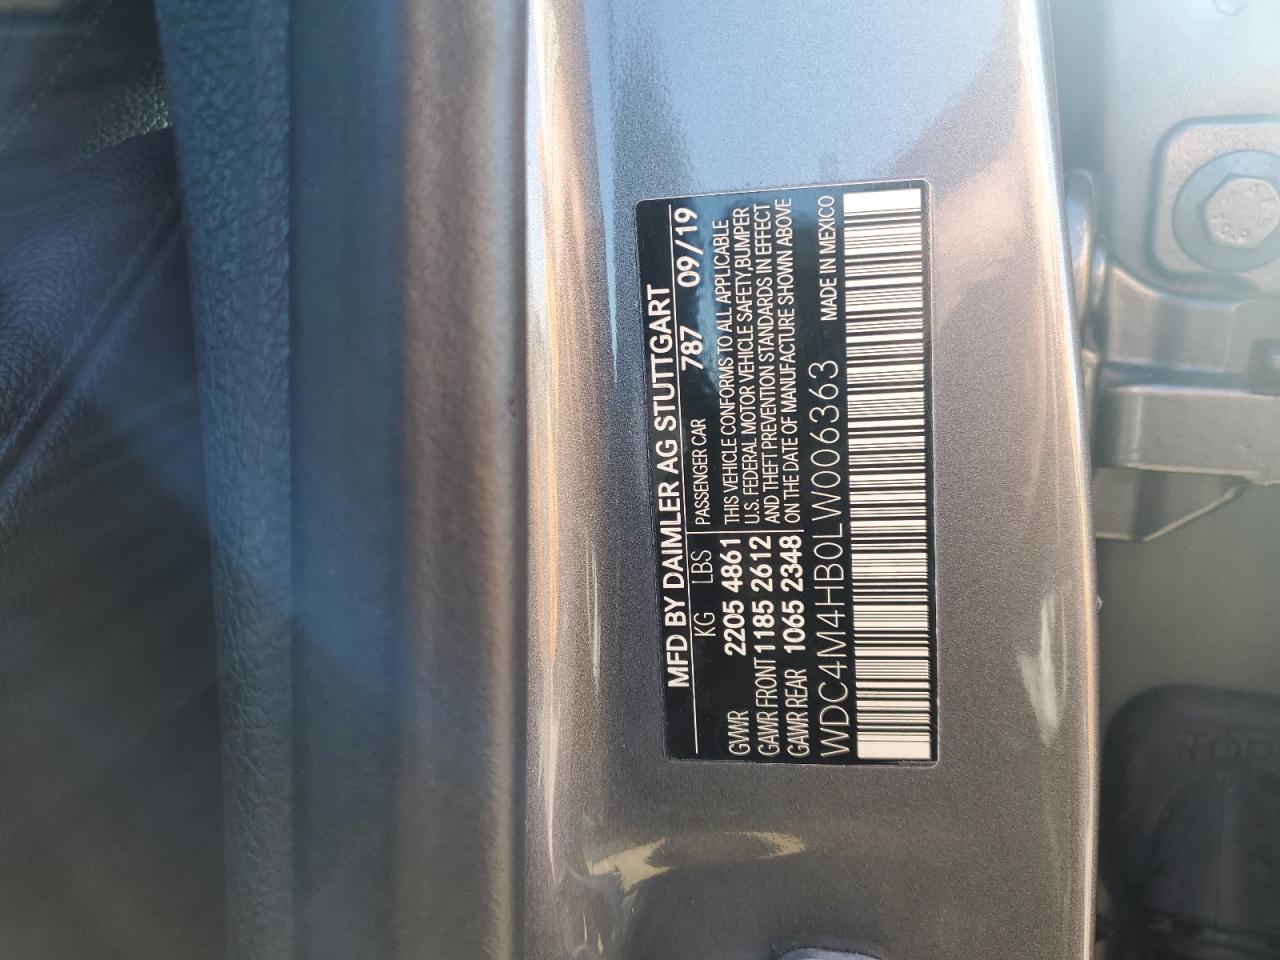 MFD BY DAIMLER AG STUTTGART
KG LBS PASSENGER CAR 787 09/19
GVWR 2205 4861 THIS VEHICLE CONFORMS TO ALL APPLICABLE
U.S. FEDERAL MOTOR VEHICLE SAFETY,BUMPER
GAWR FRONT 1185 2612 AND THEFT PREVENTION STANDARDS IN EFFECT
GAWR REAR 1065 2348 ON THE DATE OF MANUFACTURE SHOWN ABOVE
WDC4M4HB0LW006363 MADE IN MEXICO